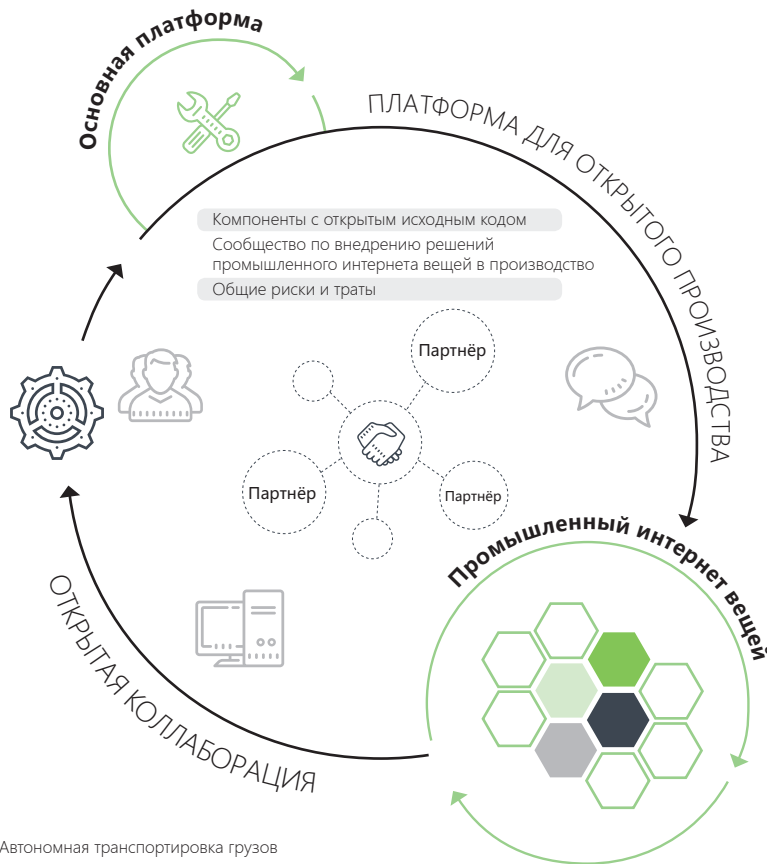 Основная платформа
ПЛАТФОРМА ДЛЯ ОТКРЫТОГО ПРОИЗВОДСТВА
Компоненты с открытым исходным кодом
Сообщество по внедрению решений
промышленного интернета вещей в производство
Общие риски и траты
Партнёр
Партнёр
Партнёр
Промышленный интернет вещей
ОТКРЫТАЯ КОЛЛАБОРАЦИЯ
Автономная транспортировка грузов